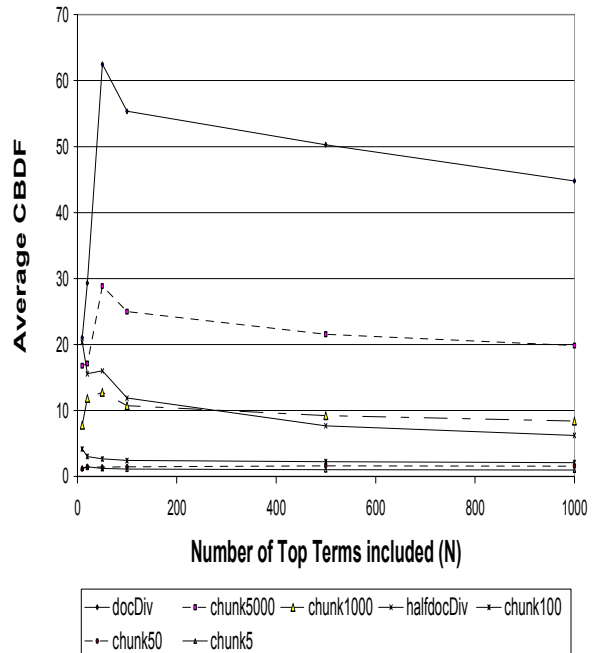 70
60
50
40
30
20
10
0
Average CBDF
0 200 400 600 800 1000
Number of Top Terms included (N)
docDiv chunk5000 chunk1000 halfdocDiv chunk100
chunk50 chunk5